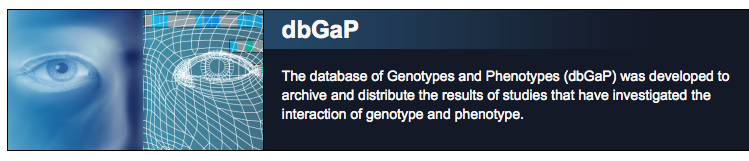 dbGaP
The database of Genotypes and Phenotypes (dbGaP) was developed to
archive and distribute the results of studies that have investigated the
interaction of genotype and phenotype.